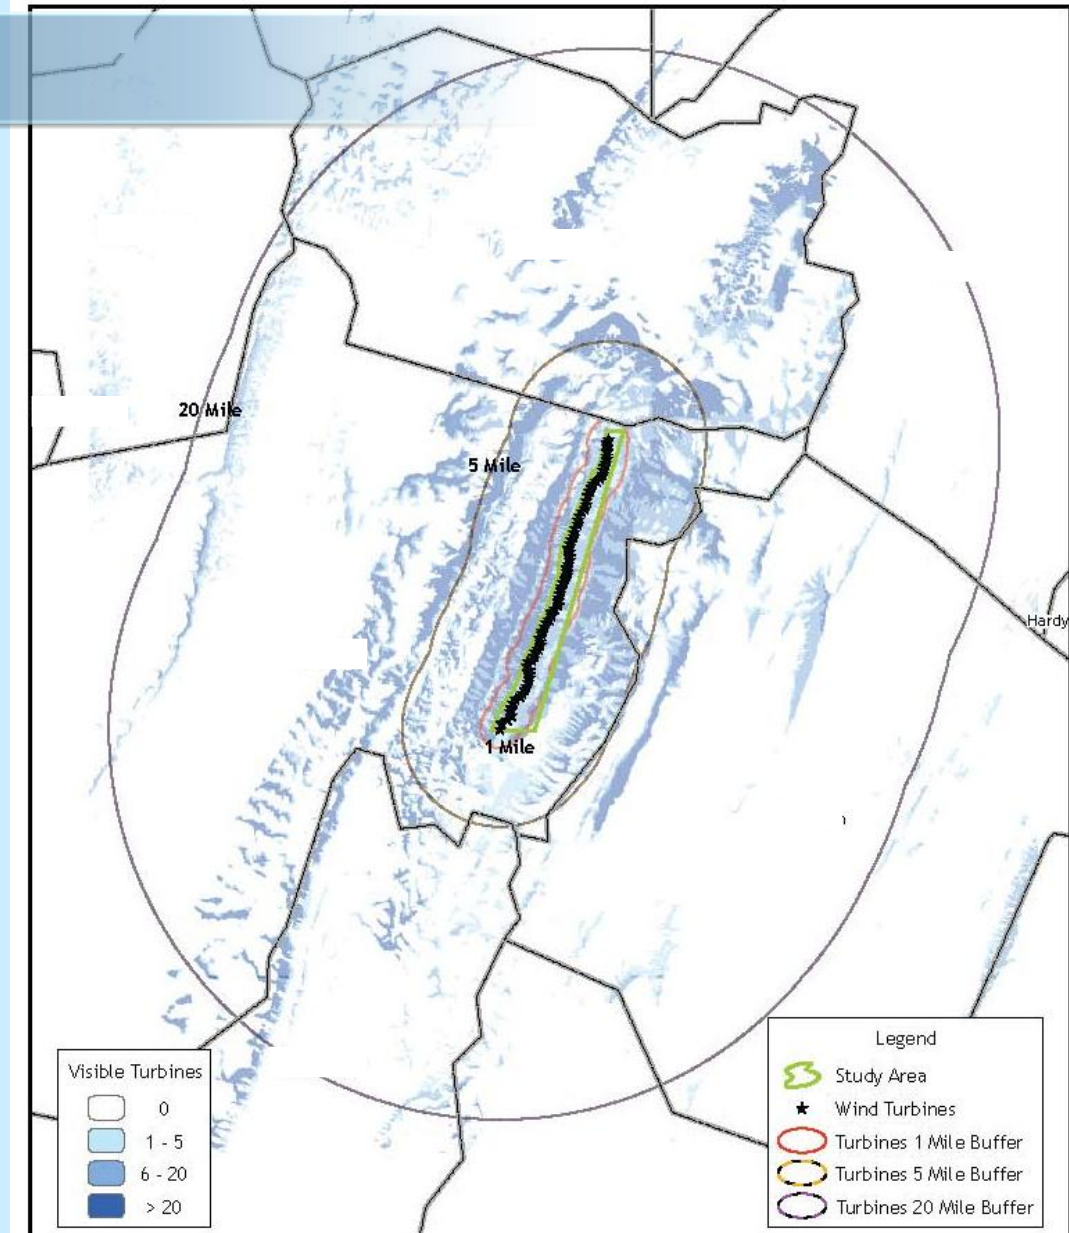 20 Mile
5 Mile
Hardy
1 Mile
Visible Turbines
0
1 - 5
6 - 20
> 20
Legend
Study Area
Wind Turbines
Turbines 1 Mile Buffer
Turbines 5 Mile Buffer
Turbines 20 Mile Buffer